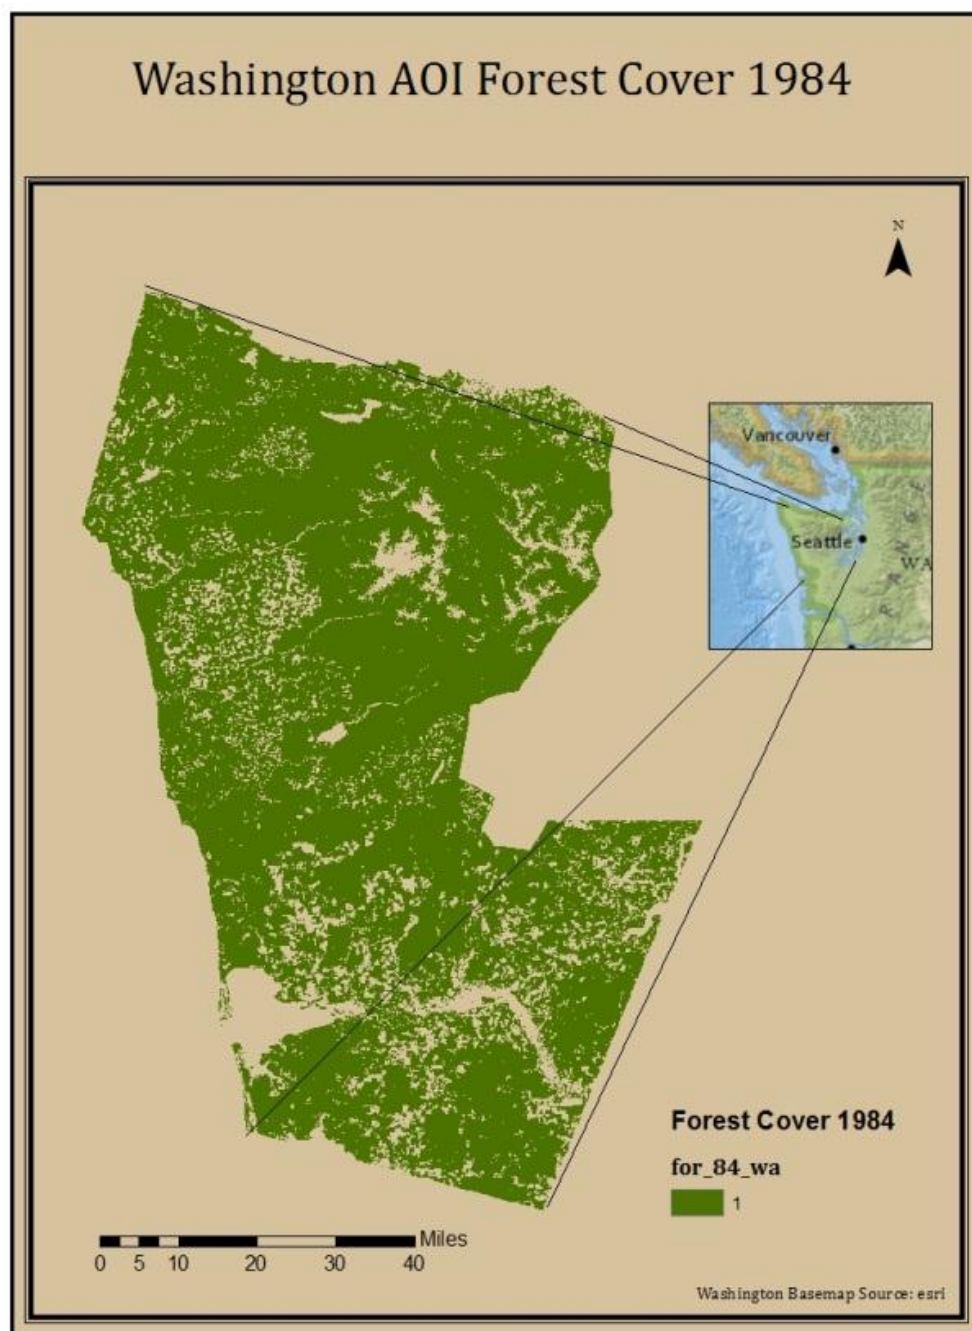 Washington AOI Forest Cover 1984
N
Vancouver
Seattle
WA
Forest Cover 1984
for_84_wa
1
Miles
0 5 10 20 30 40
Washington Basemap Source: esri